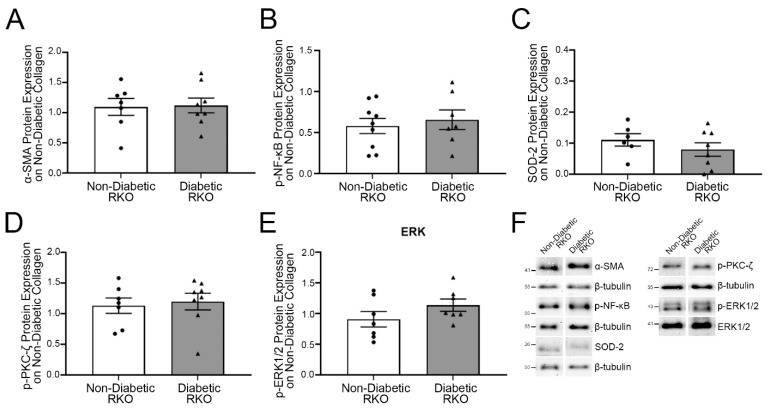 A
α-SMA Protein Expression
on Non-Diabetic Collagen
2.0
1.5
1.0
0.5
0.0
Non-Diabetic
RKO
Diabetic
RKO
B
p-NF-κB Protein Expression
on Non-Diabetic Collagen
1.5
1.0
0.5
0.0
Non-Diabetic
RKO
Diabetic
RKO
C
SOD-2 Protein Expression
on Non-Diabetic Collagen
0.4
0.3
0.2
0.1
0.0
Non-Diabetic
RKO
Diabetic
RKO
D
p-PKC-ζ Protein Expression
on Non-Diabetic Collagen
2.0
1.5
1.0
0.5
0.0
Non-Diabetic
RKO
Diabetic
RKO
E
ERK
p-ERK1/2 Protein Expression
on Non-Diabetic Collagen
2.0
1.5
1.0
0.5
0.0
Non-Diabetic
RKO
Diabetic
RKO
F
Non-Diabetic
RKO
Diabetic
RKO
α-SMA
β-tubulin
p-NF-κB
β-tubulin
SOD-2
β-tubulin
Non-Diabetic
RKO
Diabetic
RKO
72
p-PKC-ζ
β-tubulin
p-ERK1/2
ERK1/2